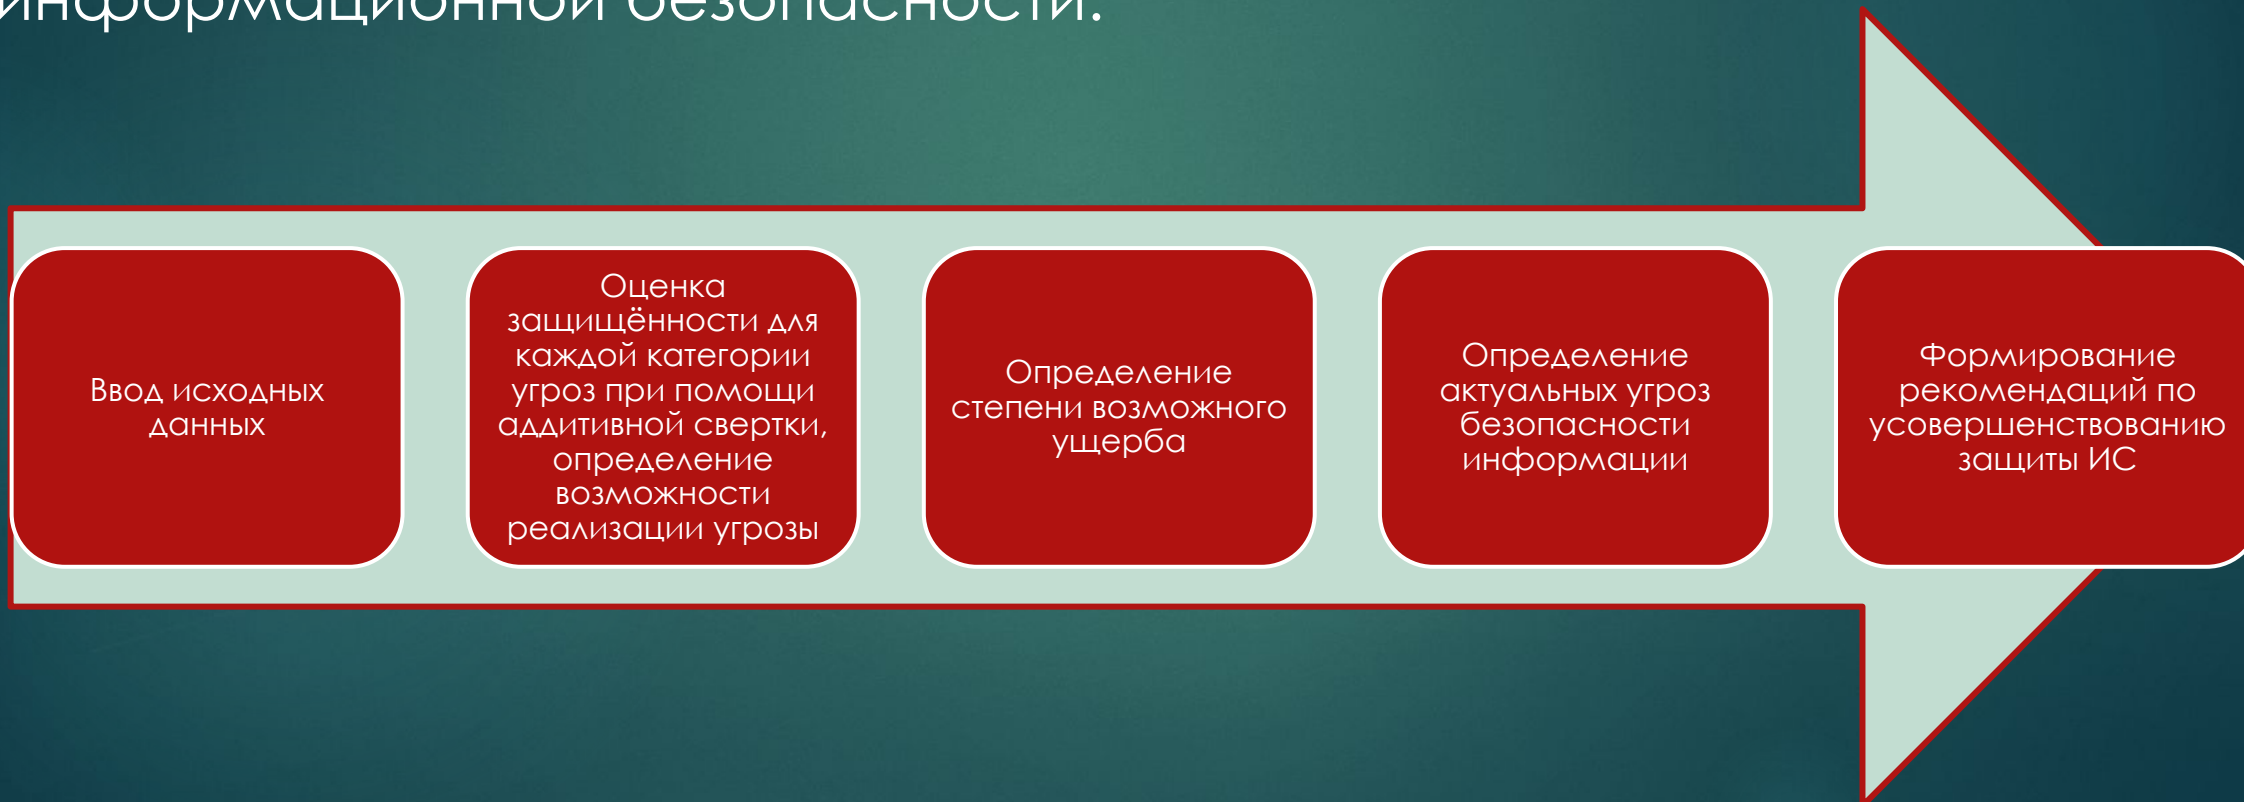 информационной безопасности.
Ввод исходных
данных
Оценка
защищённости для
каждой категории
угроз при помощи
аддитивной свертки,
определение
возможности
реализации угрозы
Определение
степени возможного
ущерба
Определение
актуальных угроз
безопасности
информации
Формирование
рекомендаций по
усовершенствованию
защиты ИС